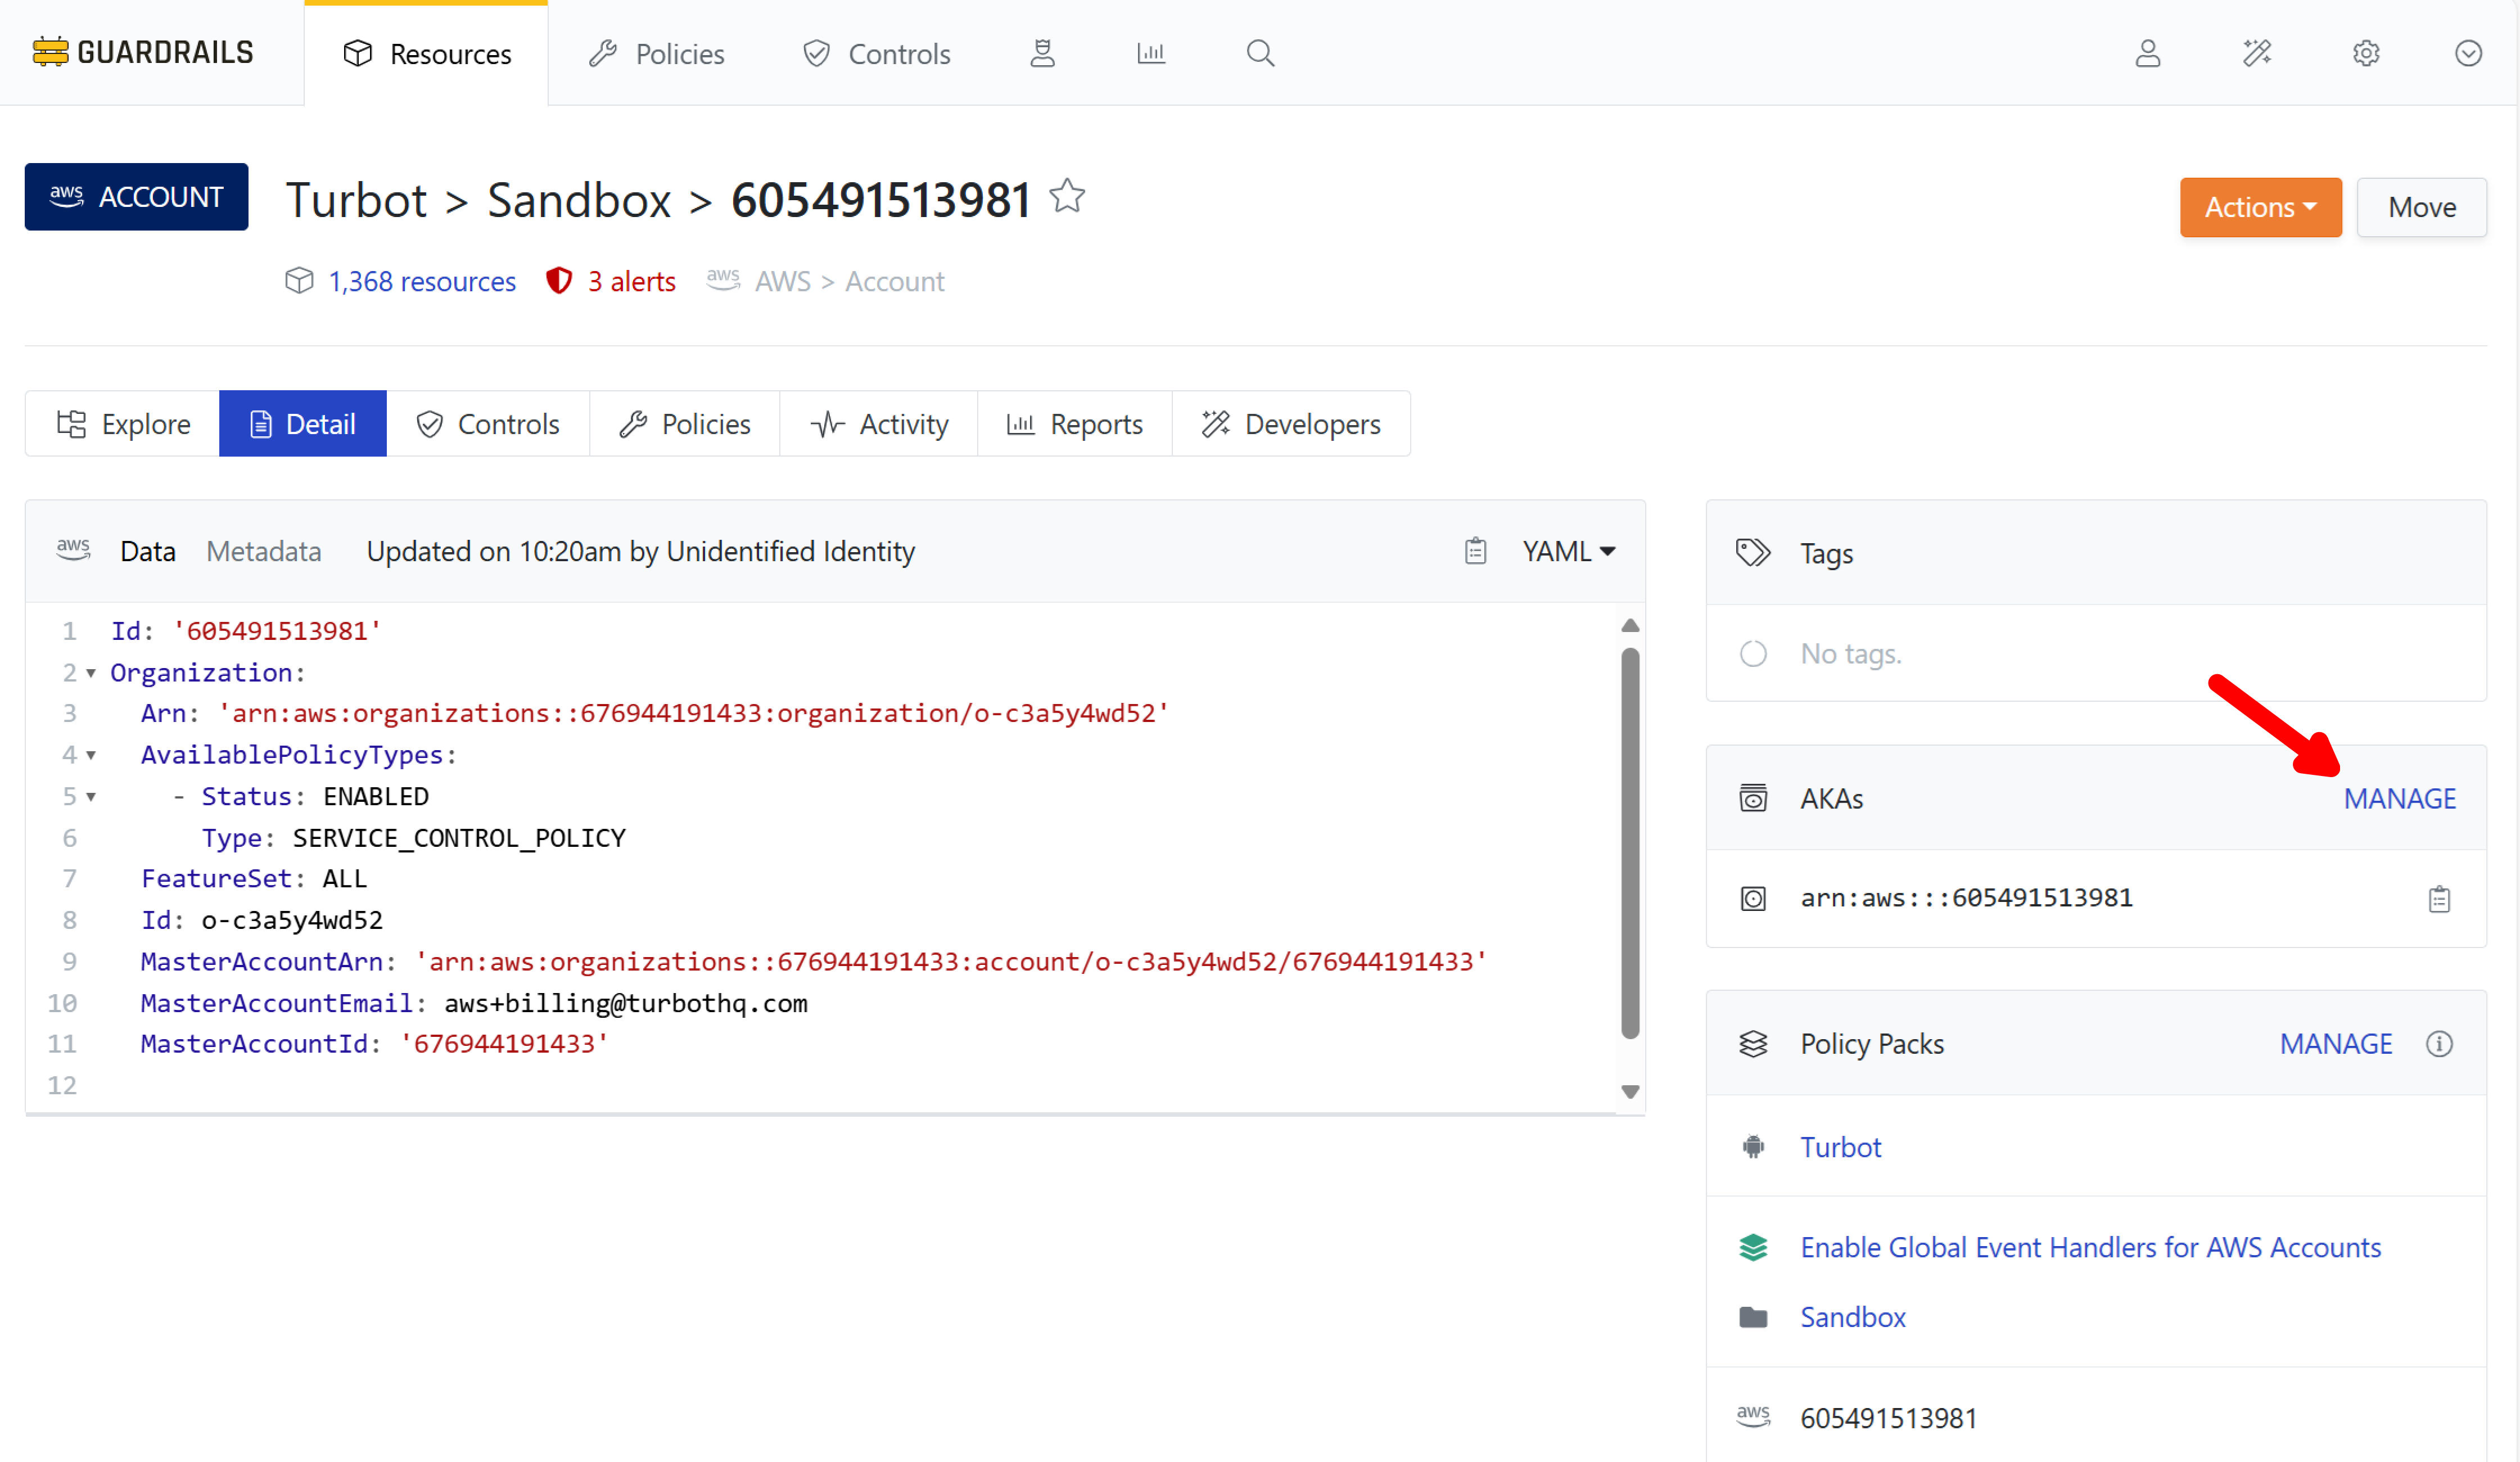 GUARDRAILS
Resources
Policies
Controls
aws ACCOUNT
Turbot > Sandbox > 605491513981
Actions
Move
1,368 resources
3 alerts
aws AWS > Account
Explore
Detail
Controls
Policies
Activity
Reports
Developers
aws Data Metadata Updated on 10:20am by Unidentified Identity
YAML
1 Id: '605491513981'
2 Organization:
3 Arn: 'arn:aws:organizations::676944191433:organization/o-c3a5y4wd52'
4 AvailablePolicyTypes:
5 - Status: ENABLED
6 Type: SERVICE_CONTROL_POLICY
7 FeatureSet: ALL
8 Id: o-c3a5y4wd52
9 MasterAccountArn: 'arn:aws:organizations::676944191433:account/o-c3a5y4wd52/676944191433'
10 MasterAccountEmail: aws+billing@turbothq.com
11 MasterAccountId: '676944191433'
12
Tags
No tags.
AKAs MANAGE
arn:aws:::605491513981
Policy Packs MANAGE
Turbot
Enable Global Event Handlers for AWS Accounts
Sandbox
aws 605491513981